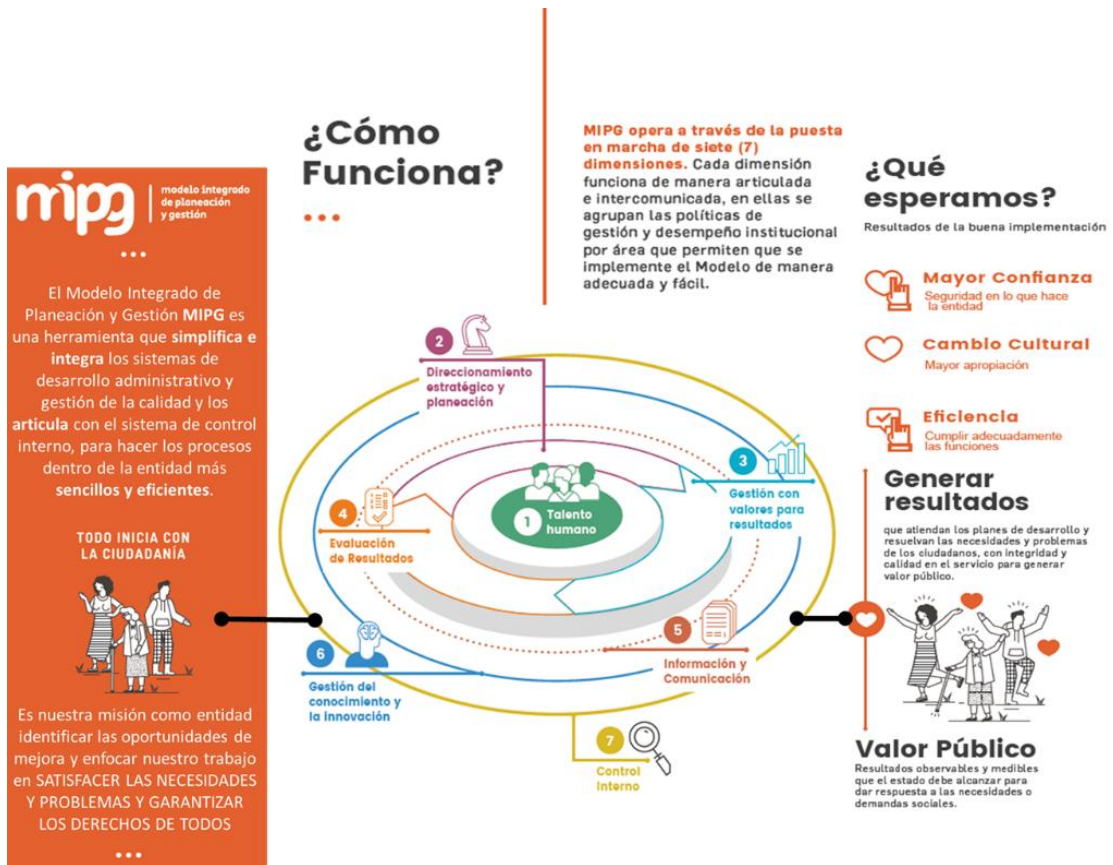 mipg
modelo integrado
de planeación
y gestión
El Modelo Integrado de
Planeación y Gestión MIPG es
una herramienta que simplifica e
integra los sistemas de
desarrollo administrativo y
gestión de la calidad y los
articula con el sistema de control
interno, para hacer los procesos
dentro de la entidad más
sencillos y eficientes.
TODO INICIA CON
LA CIUDADANÍA
Es nuestra misión como entidad
identificar las oportunidades de
mejora y enfocar nuestro trabajo
en SATISFACER LAS NECESIDADES
Y PROBLEMAS Y GARANTIZAR
LOS DERECHOS DE TODOS
¿Cómo
Funciona?
MIPG opera a través de la puesta
en marcha de siete (7)
dimensiones. Cada dimensión
funciona de manera articulada
e intercomunicada, en ellas se
agrupan las políticas de
gestión y desempeño institucional
por área que permiten que se
implemente el Modelo de manera
adecuada y fácil.
1 Talento
humano
2
Direccionamiento
estratégico y
planeación
3
Gestión con
valores para
resultados
4
Evaluación
de Resultados
5
Información y
Comunicación
6
Gestión del
conocimiento y
la innovación
7
Control
Interno
¿Qué
esperamos?
Resultados de la buena implementación
Mayor Confianza
Seguridad en lo que hace
la entidad
Cambio Cultural
Mayor apropiación
Eficiencia
Cumplir adecuadamente
las funciones
Generar
resultados
que atiendan los planes de desarrollo y
resuelvan las necesidades y problemas
de los ciudadanos, con integridad y
calidad en el servicio para generar
valor público.
Valor Público
Resultados observables y medibles
que el estado debe alcanzar para
dar respuesta a las necesidades o
demandas sociales.